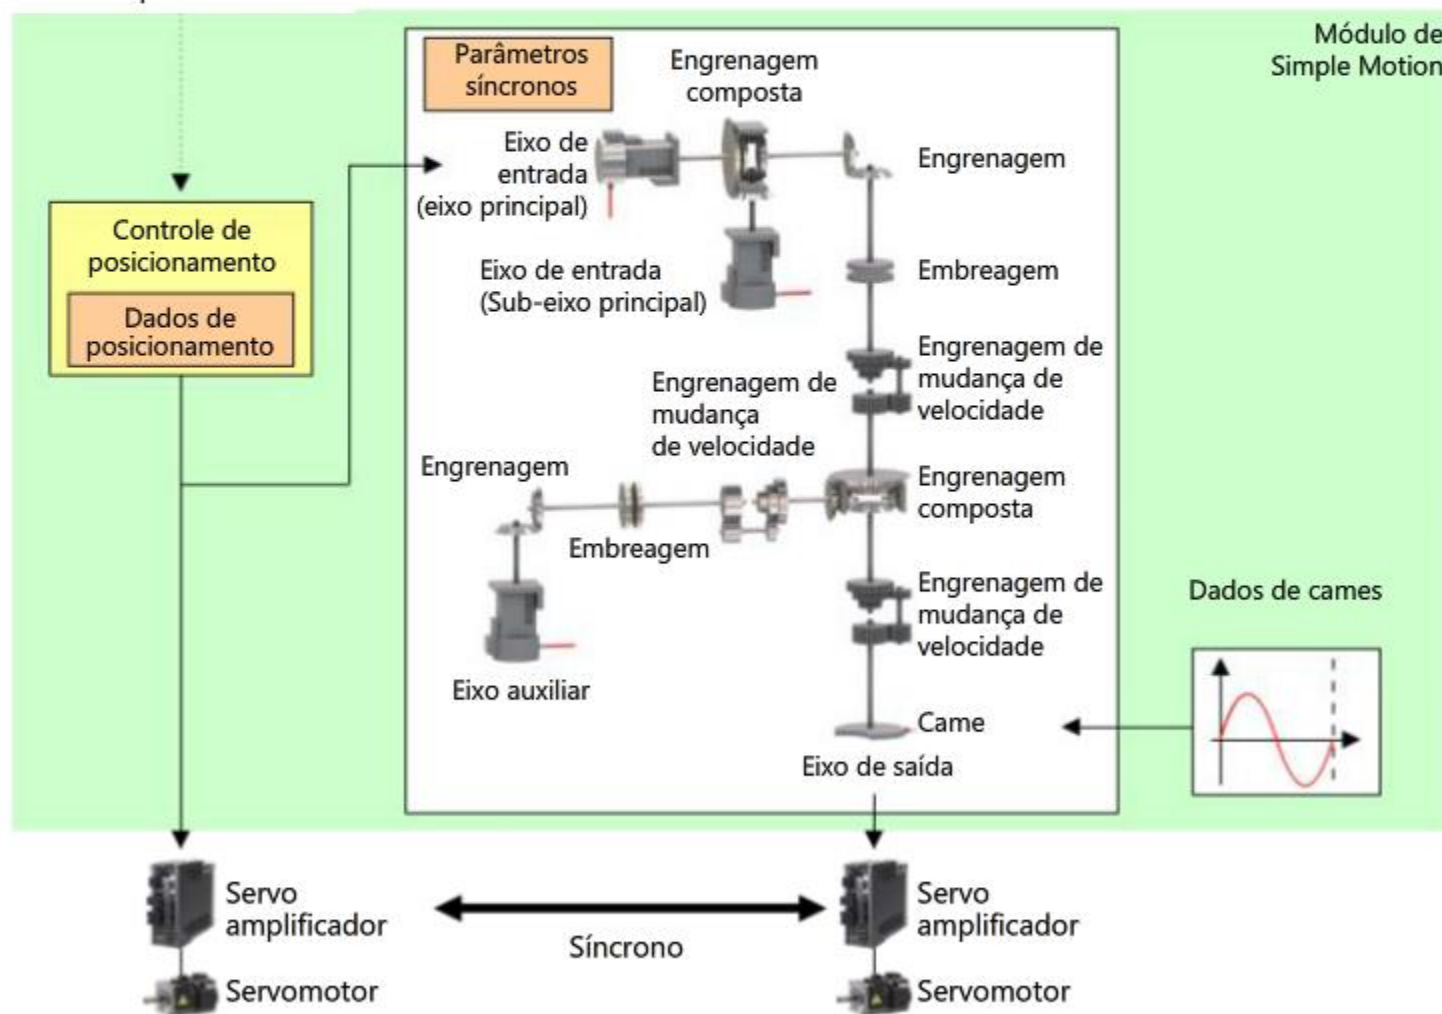 Módulo de
Simple Motion
Parâmetros
síncronos
Engrenagem
composta
Eixo de
entrada
(eixo principal)
Engrenagem
Controle de
posicionamento
Dados de
posicionamento
Eixo de entrada
(Sub-eixo principal)
Embreagem
Engrenagem de
mudança de
velocidade
Engrenagem de
mudança
de velocidade
Engrenagem
Engrenagem
composta
Embreagem
Engrenagem de
mudança de
velocidade
Dados de cames
Eixo auxiliar
Came
Eixo de saída
Servo
amplificador
Síncrono
Servo
amplificador
Servomotor
Servomotor